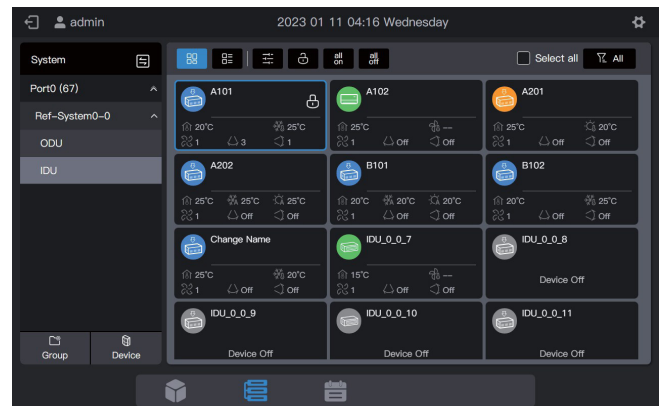 admin
2023 01 11 04:16 Wednesday
System
all on
all off
Select all
All
Port0 (67)
Ref-System0-0
ODU
IDU
Group
Device
A101
20°C
25°C
1
3
1
A102
25°C
--
1
Off
Off
A201
25°C
20°C
1
Off
Off
A202
25°C
25°C
25°C
1
Off
Off
B101
20°C
20°C
20°C
1
Off
Off
B102
20°C
25°C
1
Off
Off
Change Name
25°C
20°C
1
Off
Off
IDU_0_0_7
15°C
--
1
Off
Off
IDU_0_0_8
Device Off
IDU_0_0_9
Device Off
IDU_0_0_10
Device Off
IDU_0_0_11
Device Off